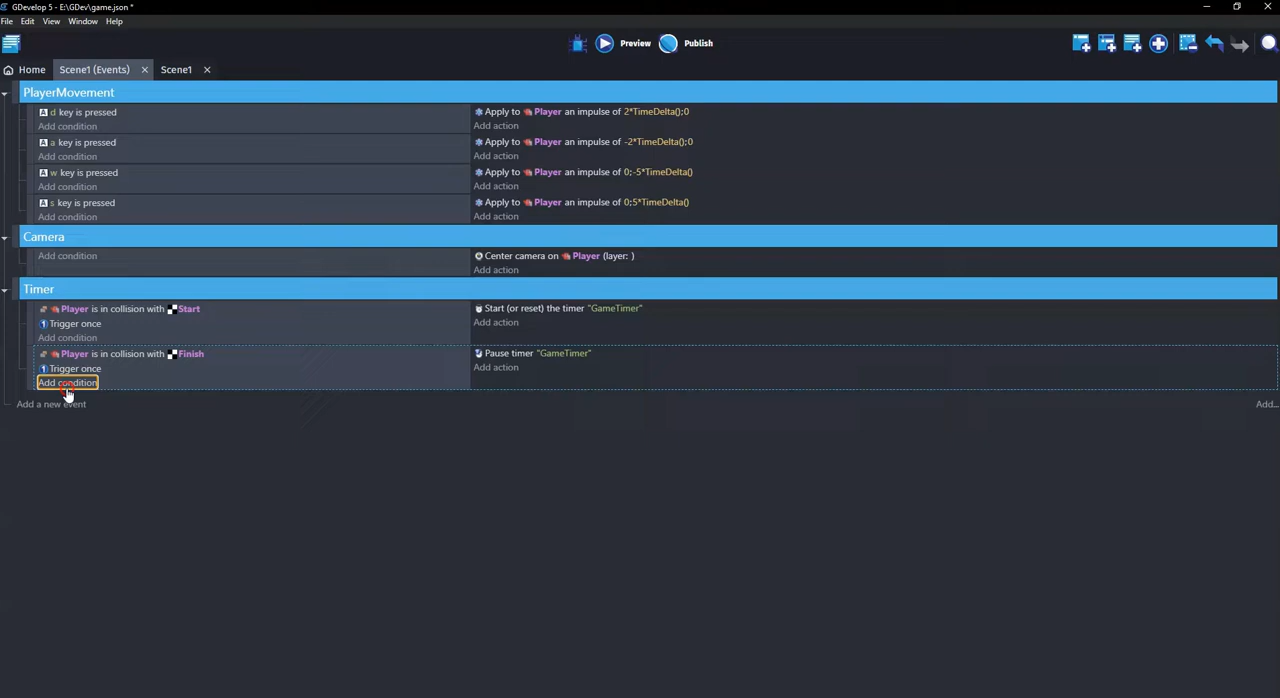 GDevelop 5 - E:\GDev\game.json *
File Edit View Window Help
Preview Publish
Home Scene1 (Events) Scene1
PlayerMovement
d key is pressed Apply to Player an impulse of 2*TimeDelta();0
Add condition Add action
a key is pressed Apply to Player an impulse of -2*TimeDelta();0
Add condition Add action
w key is pressed Apply to Player an impulse of 0;-5*TimeDelta()
Add condition Add action
s key is pressed Apply to Player an impulse of 0;5*TimeDelta()
Add condition Add action
Camera
Add condition Center camera on Player (layer: )
Add action
Timer
Player is in collision with Start Start (or reset) the timer "GameTimer"
Trigger once Add action
Add condition
Player is in collision with Finish Pause timer "GameTimer"
Trigger once Add action
Add condition
Add a new event Add...